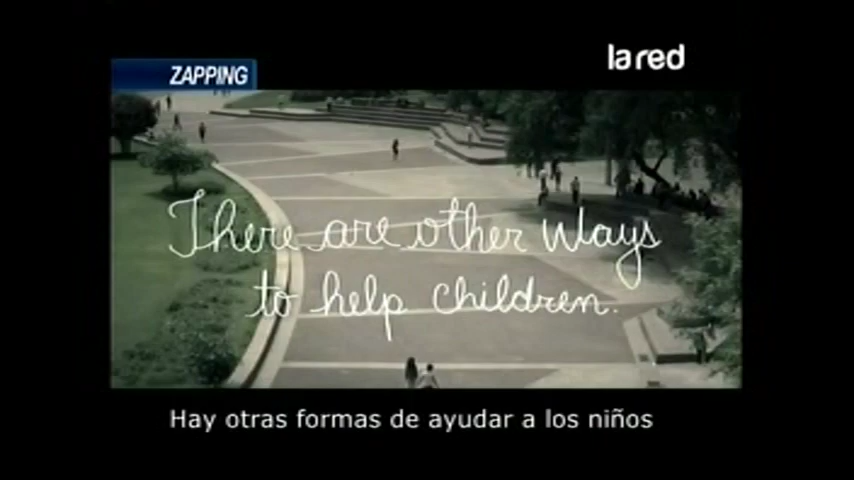 ZAPPING
la red
There are other ways
to help children.
Hay otras formas de ayudar a los niños